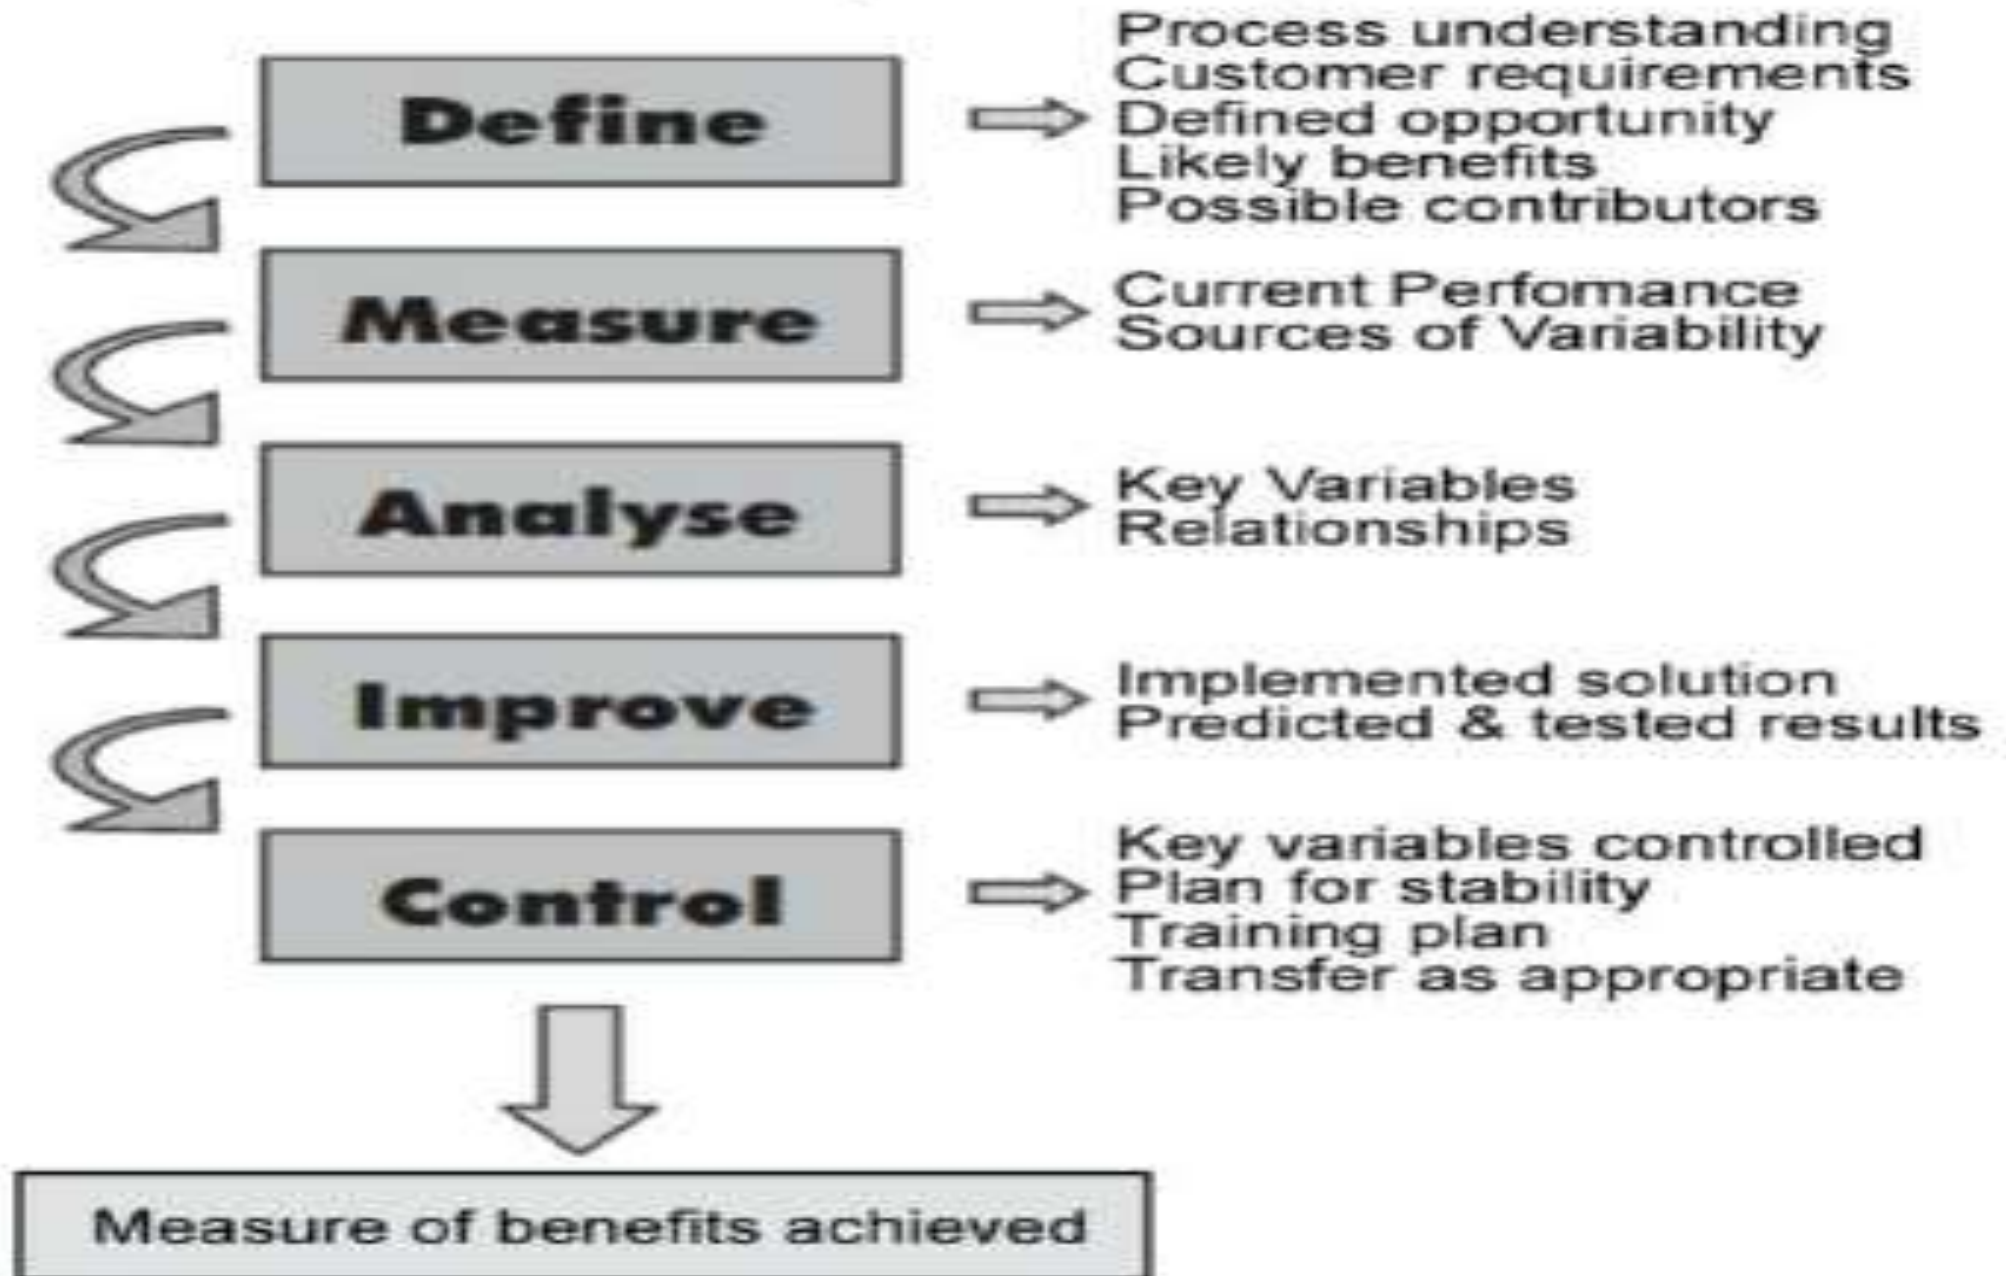 Define
Process understanding
Customer requirements
Defined opportunity
Likely benefits
Possible contributors
Measure
Current Perfomance
Sources of Variability
Analyse
Key Variables
Relationships
Improve
Implemented solution
Predicted & tested results
Control
Key variables controlled
Plan for stability
Training plan
Transfer as appropriate
Measure of benefits achieved